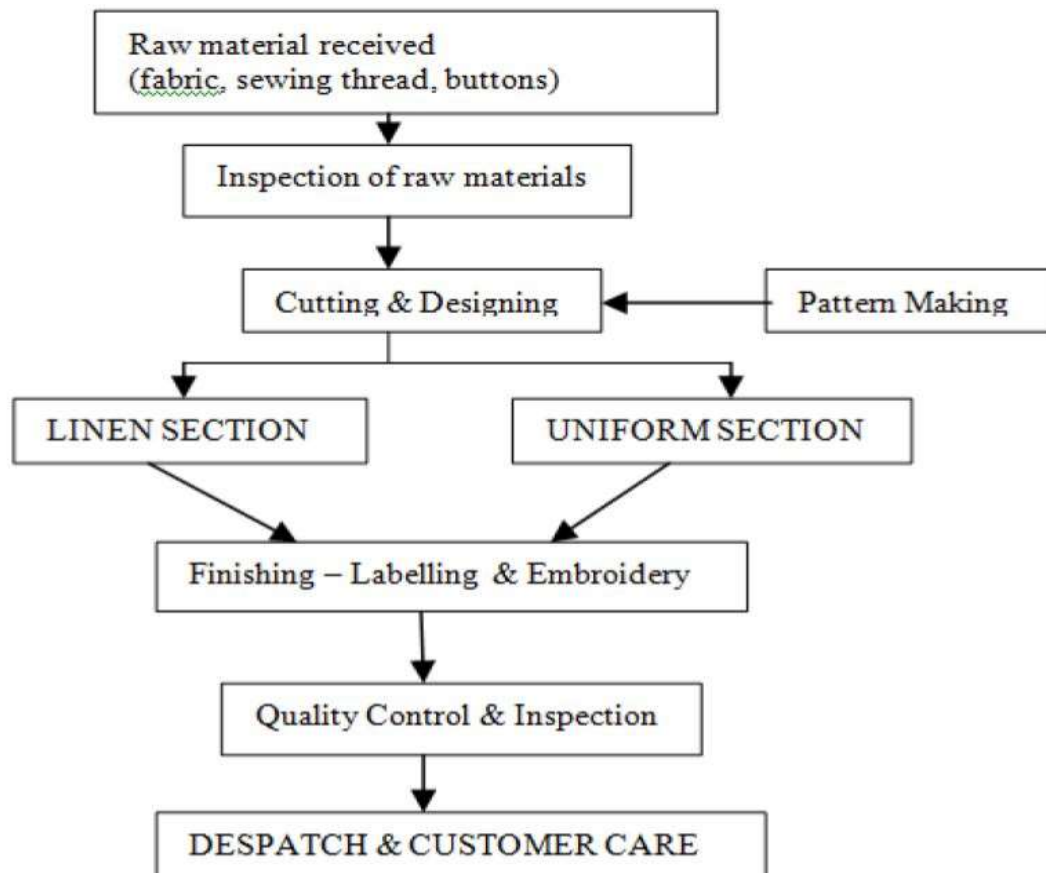 Raw material received
(fabric, sewing thread, buttons)
Inspection of raw materials
Cutting & Designing
Pattern Making
LINEN SECTION
UNIFORM SECTION
Finishing – Labelling & Embroidery
Quality Control & Inspection
DESPATCH & CUSTOMER CARE